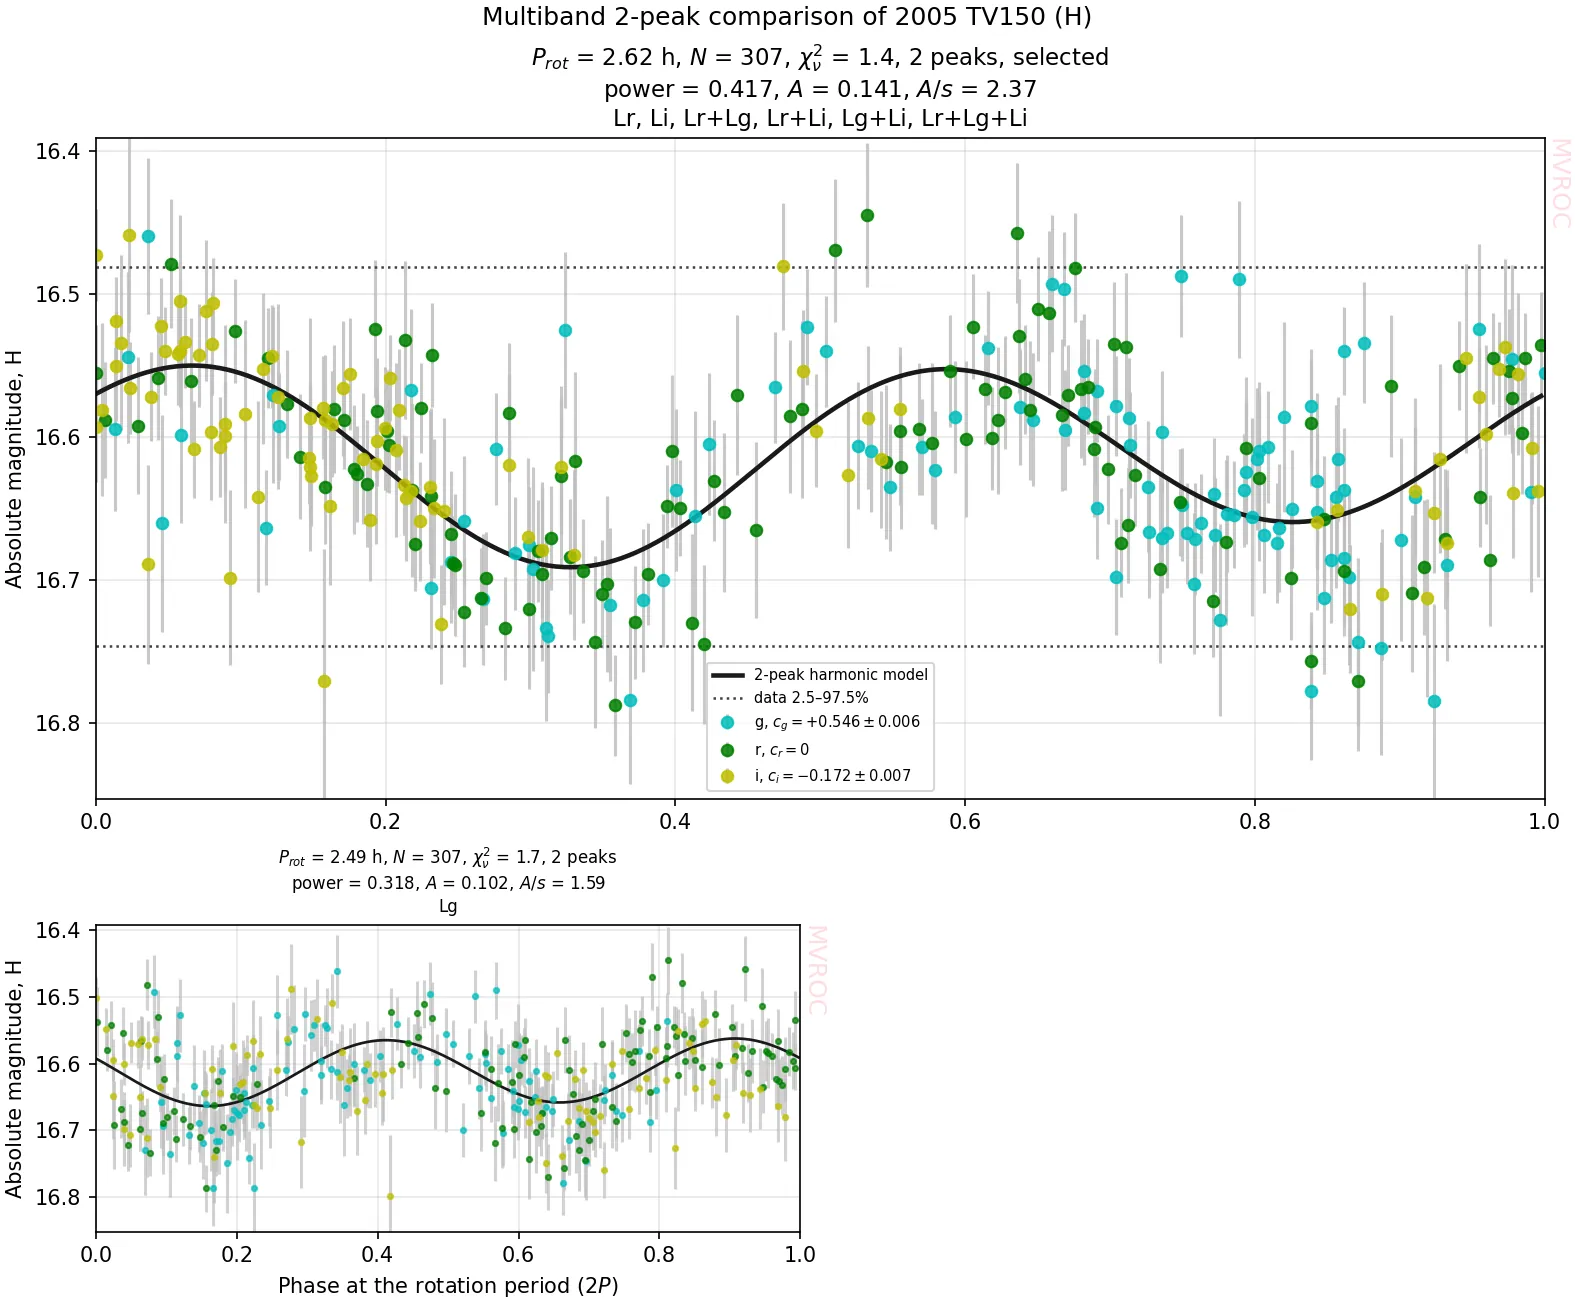 Multiband 2-peak comparison of 2005 TV150 (H)
P_rot = 2.62 h, N = 307, χ²_ν = 1.4, 2 peaks, selected
power = 0.417, A = 0.141, A/s = 2.37
Lr, Li, Lr+Lg, Lr+Li, Lg+Li, Lr+Lg+Li
MVROC
Absolute magnitude, H
16.4
16.5
16.6
16.7
16.8
2-peak harmonic model
data 2.5–97.5%
g, c_g = +0.546 ± 0.006
r, c_r = 0
i, c_i = −0.172 ± 0.007
0.0 0.2 0.4 0.6 0.8 1.0
P_rot = 2.49 h, N = 307, χ²_ν = 1.7, 2 peaks
power = 0.318, A = 0.102, A/s = 1.59
Lg
MVROC
Absolute magnitude, H
16.4
16.5
16.6
16.7
16.8
0.0 0.2 0.4 0.6 0.8 1.0
Phase at the rotation period (2P)